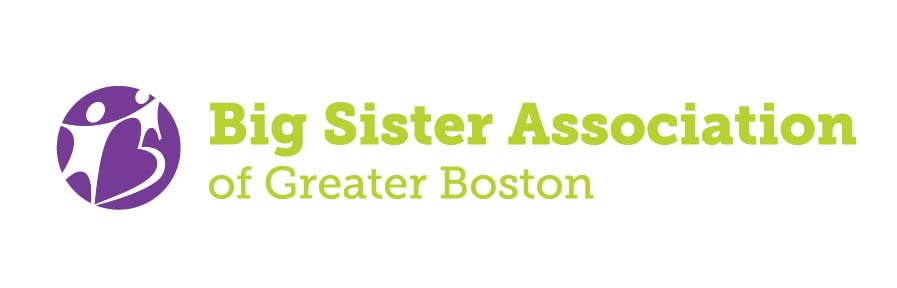 Big Sister Association
of Greater Boston